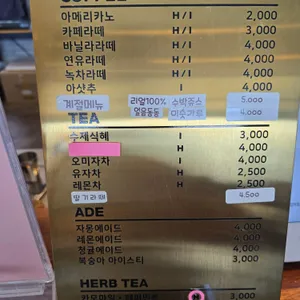 COFFEE
아메리카노 H/I 2,000
카페라떼 H/I 3,000
바닐라라떼 H/I 4,000
연유라떼 H/I 4,000
녹차라떼 H/I 4,000
아샷추 I 4,000
계절메뉴 리얼100% 수박쥬스 5,000
얼음동동 미숫가루 4,000
TEA
수제식혜 I 3,000
H 4,000
오미자차 I 4,000
유자차 H 2,500
레몬차 H 2,500
딸기라떼 4,500
ADE
자몽에이드 4,000
레몬에이드 4,000
청귤에이드 4,000
복숭아 아이스티 3,000
HERB TEA
3,000